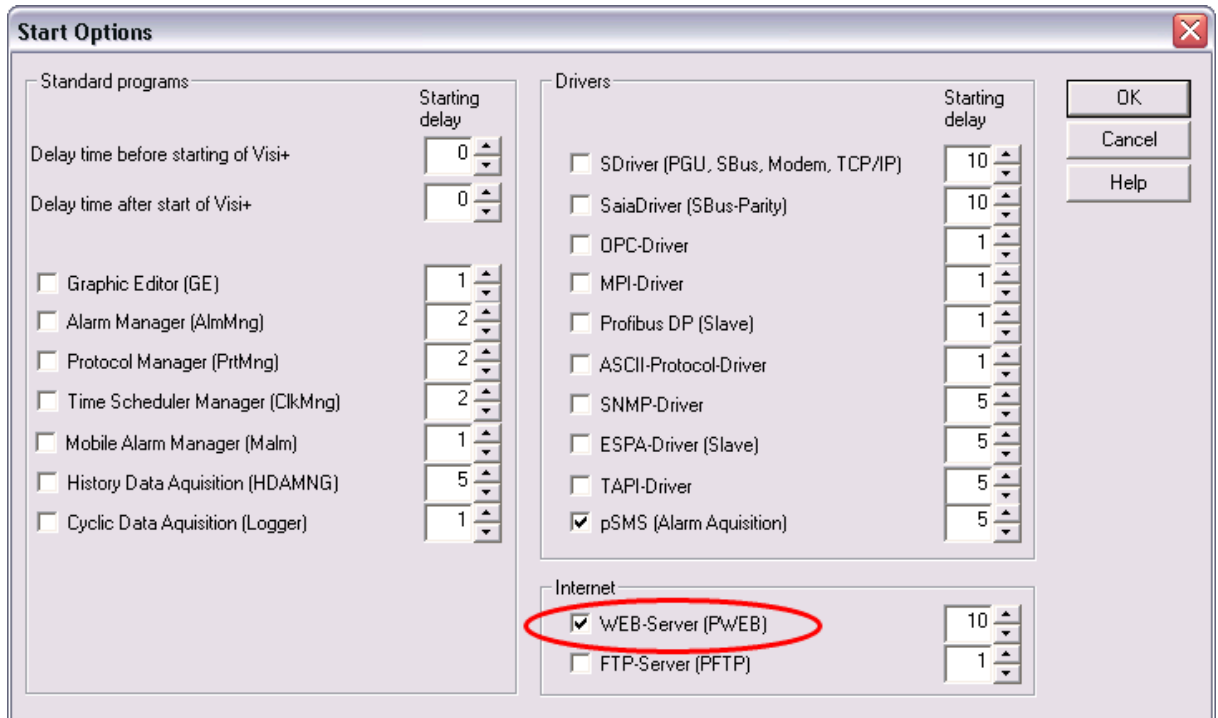 Start Options
Standard programs
Starting
delay
Delay time before starting of Visi+ 0
Delay time after start of Visi+ 0
Graphic Editor (GE) 1
Alarm Manager (AlmMng) 2
Protocol Manager (PrtMng) 2
Time Scheduler Manager (ClkMng) 2
Mobile Alarm Manager (Malm) 1
History Data Aquisition (HDAMNG) 5
Cyclic Data Aquisition (Logger) 1
Drivers
Starting
delay
SDriver (PGU, SBus, Modem, TCP/IP) 10
SaiaDriver (SBus-Parity) 10
OPC-Driver 1
MPI-Driver 1
Profibus DP (Slave) 1
ASCII-Protocol-Driver 1
SNMP-Driver 5
ESPA-Driver (Slave) 5
TAPI-Driver 5
pSMS (Alarm Aquisition) 5
Internet
WEB-Server (PWEB) 10
FTP-Server (PFTP) 1
OK
Cancel
Help